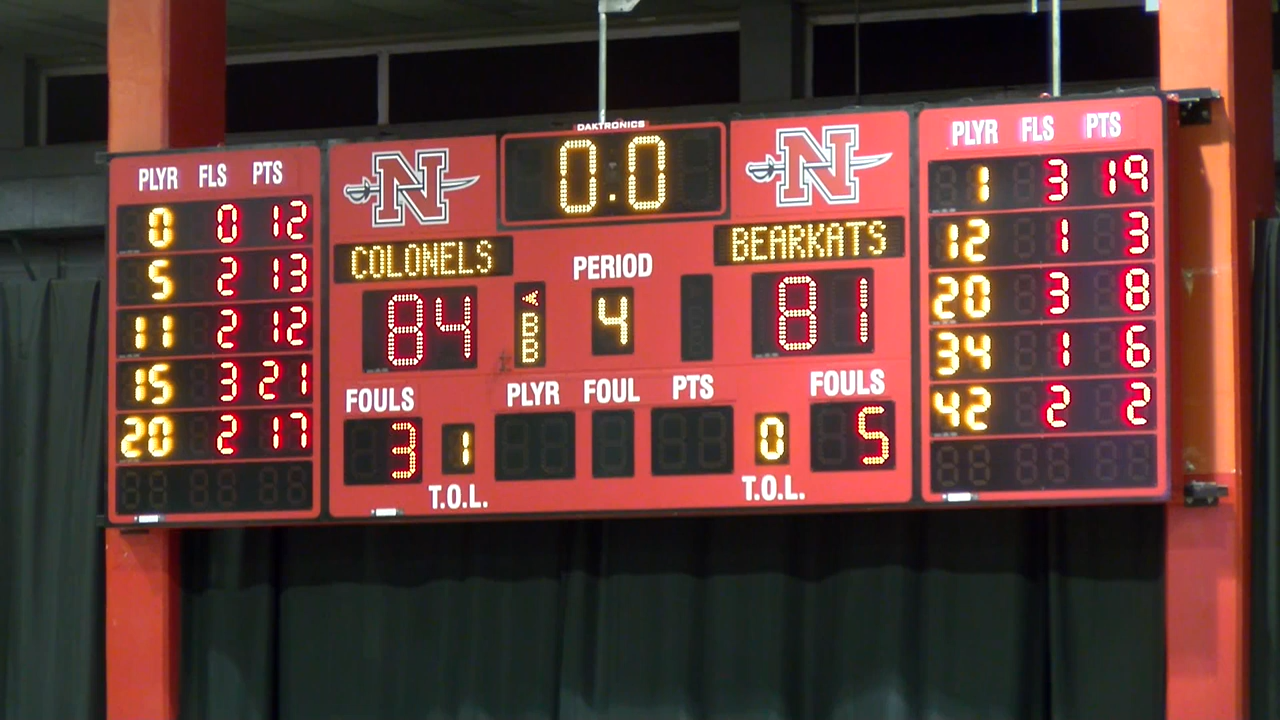 DAKTRONICS
0.0
N N
COLONELS BEARKATS
PERIOD
84 ◄BB 4 81
FOULS PLYR FOUL PTS FOULS
3 1 0 5
T.O.L. T.O.L.
PLYR FLS PTS
0 0 12
5 2 13
11 2 12
15 3 21
20 2 17
PLYR FLS PTS
1 3 19
12 1 3
20 3 8
34 1 6
42 2 2